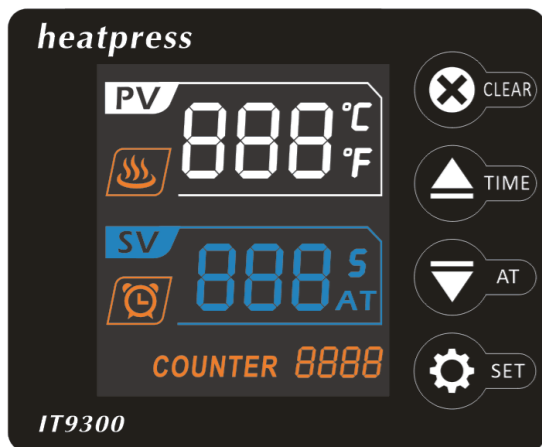 heatpress
PV 888 °C
°F
CLEAR
TIME
SV 888 S
AT
AT
COUNTER 8888
SET
IT9300